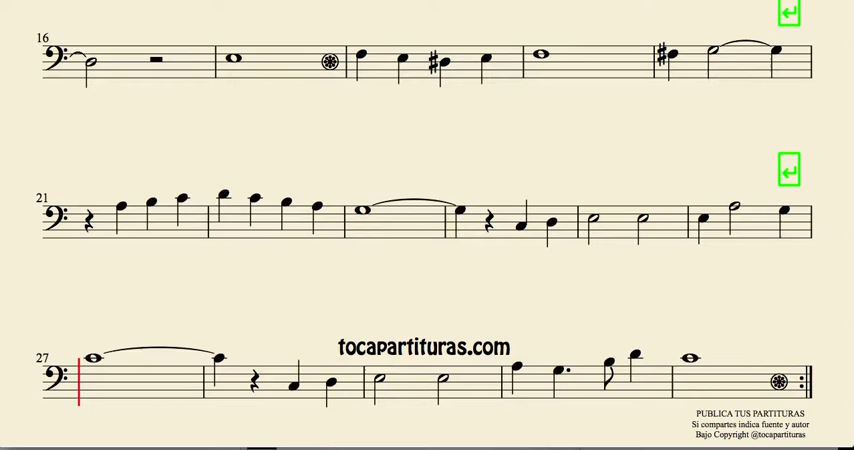 16
21
tocapartituras.com
27
PUBLICA TUS PARTITURAS
Si compartes indica fuente y autor
Bajo Copyright @tocapartituras